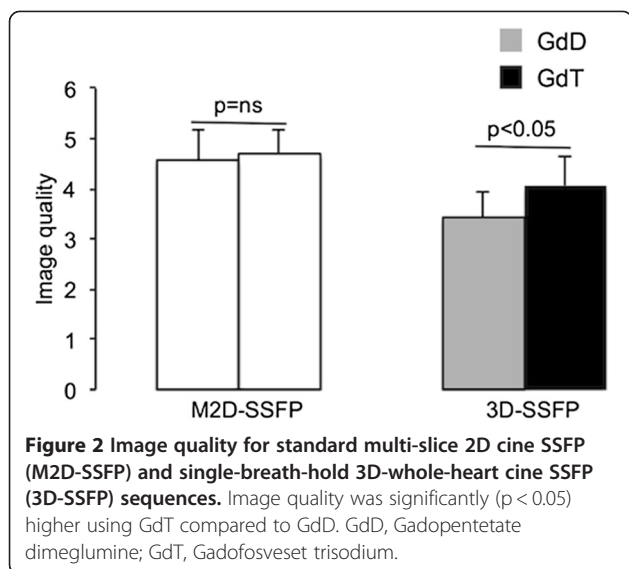 GdD
GdT
6
5
4
3
2
1
0
Image quality
p=ns
p<0.05
M2D-SSFP
3D-SSFP
Figure 2 Image quality for standard multi-slice 2D cine SSFP
(M2D-SSFP) and single-breath-hold 3D-whole-heart cine SSFP
(3D-SSFP) sequences. Image quality was significantly (p < 0.05)
higher using GdT compared to GdD. GdD, Gadopentetate
dimeglumine; GdT, Gadofosveset trisodium.